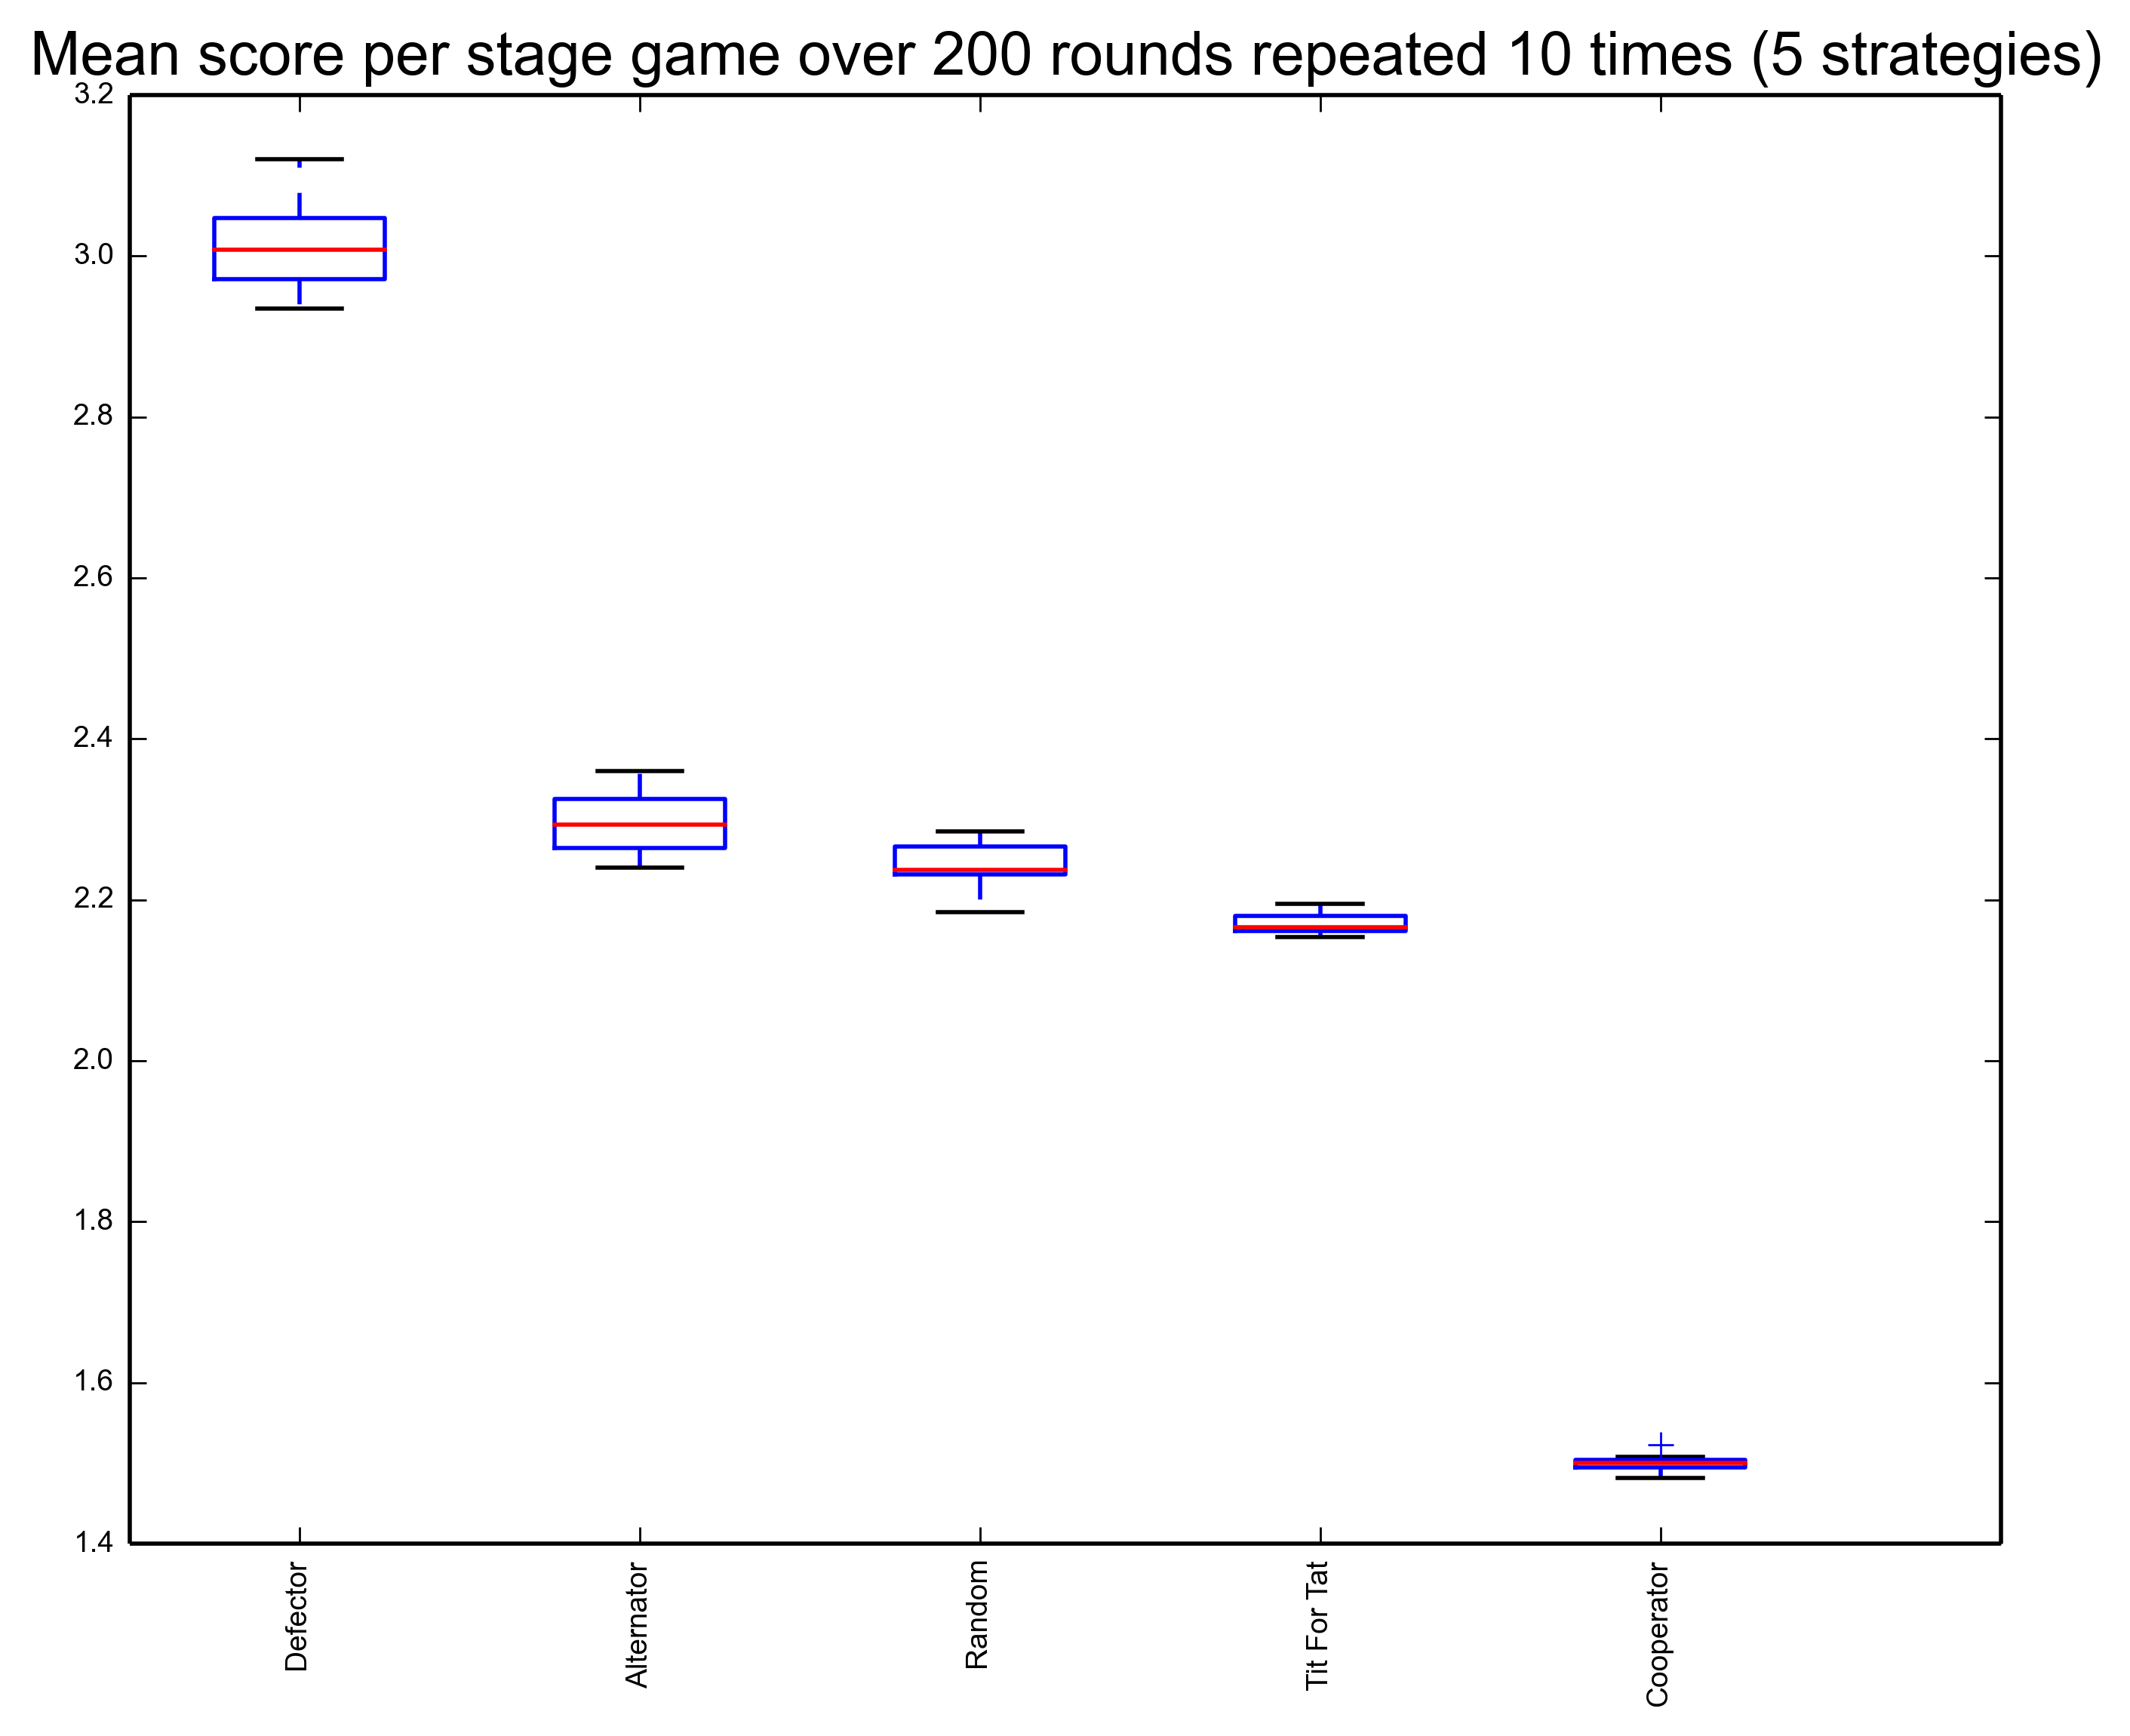 Mean score per stage game over 200 rounds repeated 10 times (5 strategies)
3.2
3.0
2.8
2.6
2.4
2.2
2.0
1.8
1.6
1.4
Defector
Alternator
Random
Tit For Tat
Cooperator